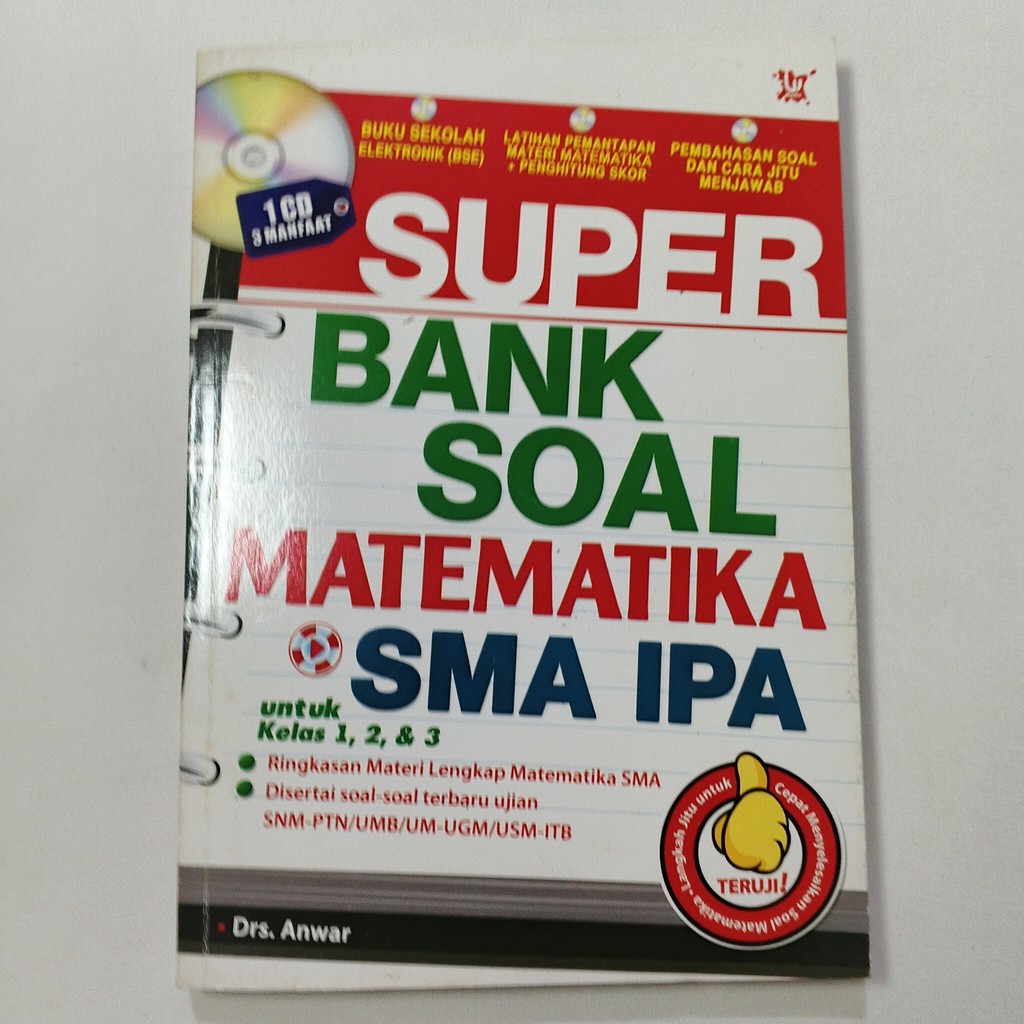 BUKU SEKOLAH
ELEKTRONIK (BSE)
LATIHAN PEMANTAPAN
MATERI MATEMATIKA
+ PENGHITUNG SKOR
PEMBAHASAN SOAL
DAN CARA JITU
MENJAWAB
1 CD
3 MANFAAT
SUPER
BANK
SOAL
MATEMATIKA
SMA IPA
untuk
Kelas 1, 2, & 3
Ringkasan Materi Lengkap Matematika SMA
Disertai soal-soal terbaru ujian
SNM-PTN/UMB/UM-UGM/USM-ITB
Langkah Jitu untuk Cepat Menyelesaikan Soal Matematika •
TERUJI!
• Drs. Anwar